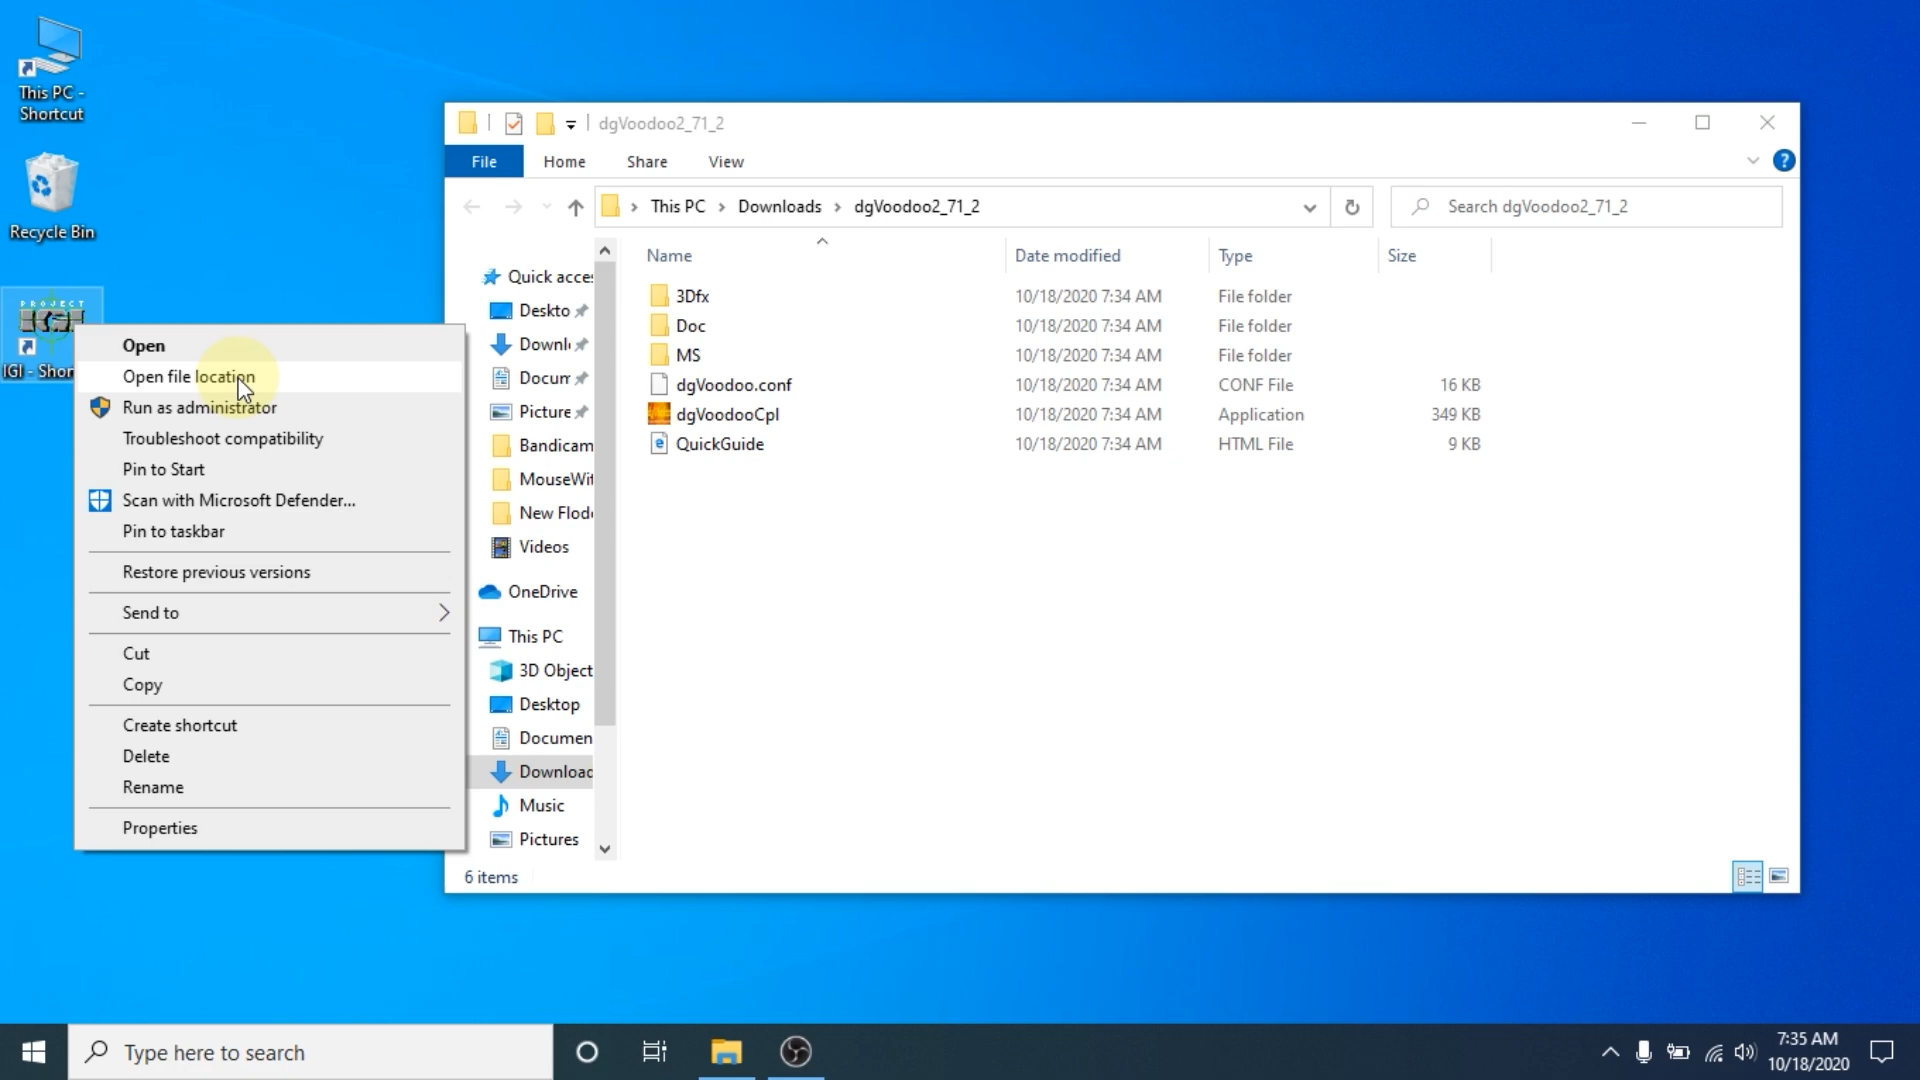 This PC -
Shortcut
Recycle Bin
PROJECT
IGI
IGI - Shor
Open
Open file location
Run as administrator
Troubleshoot compatibility
Pin to Start
Scan with Microsoft Defender...
Pin to taskbar
Restore previous versions
Send to
Cut
Copy
Create shortcut
Delete
Rename
Properties
dgVoodoo2_71_2
File Home Share View
?
This PC Downloads dgVoodoo2_71_2
Search dgVoodoo2_71_2
Quick acces
Deskto
Downl
Docum
Picture
Bandicam
MouseWit
New Flod
Videos
OneDrive
This PC
3D Object
Desktop
Documen
Downloac
Music
Pictures
Name Date modified Type Size
3Dfx 10/18/2020 7:34 AM File folder
Doc 10/18/2020 7:34 AM File folder
MS 10/18/2020 7:34 AM File folder
dgVoodoo.conf 10/18/2020 7:34 AM CONF File 16 KB
dgVoodooCpl 10/18/2020 7:34 AM Application 349 KB
QuickGuide 10/18/2020 7:34 AM HTML File 9 KB
6 items
Type here to search
7:35 AM
10/18/2020